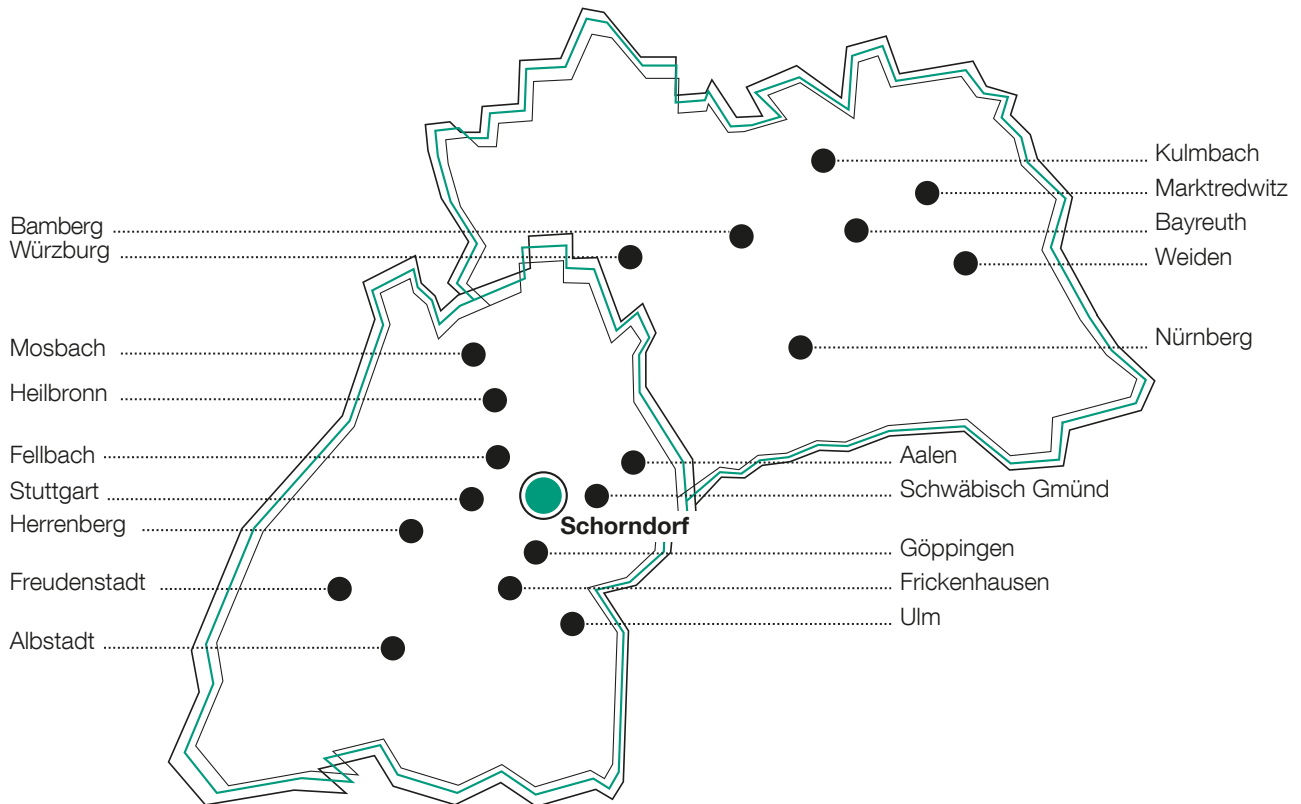 Kulmbach
Marktredwitz
Bamberg
Bayreuth
Würzburg
Weiden
Mosbach
Nürnberg
Heilbronn
Fellbach
Aalen
Stuttgart
Schwäbisch Gmünd
Schorndorf
Herrenberg
Göppingen
Freudenstadt
Frickenhausen
Ulm
Albstadt